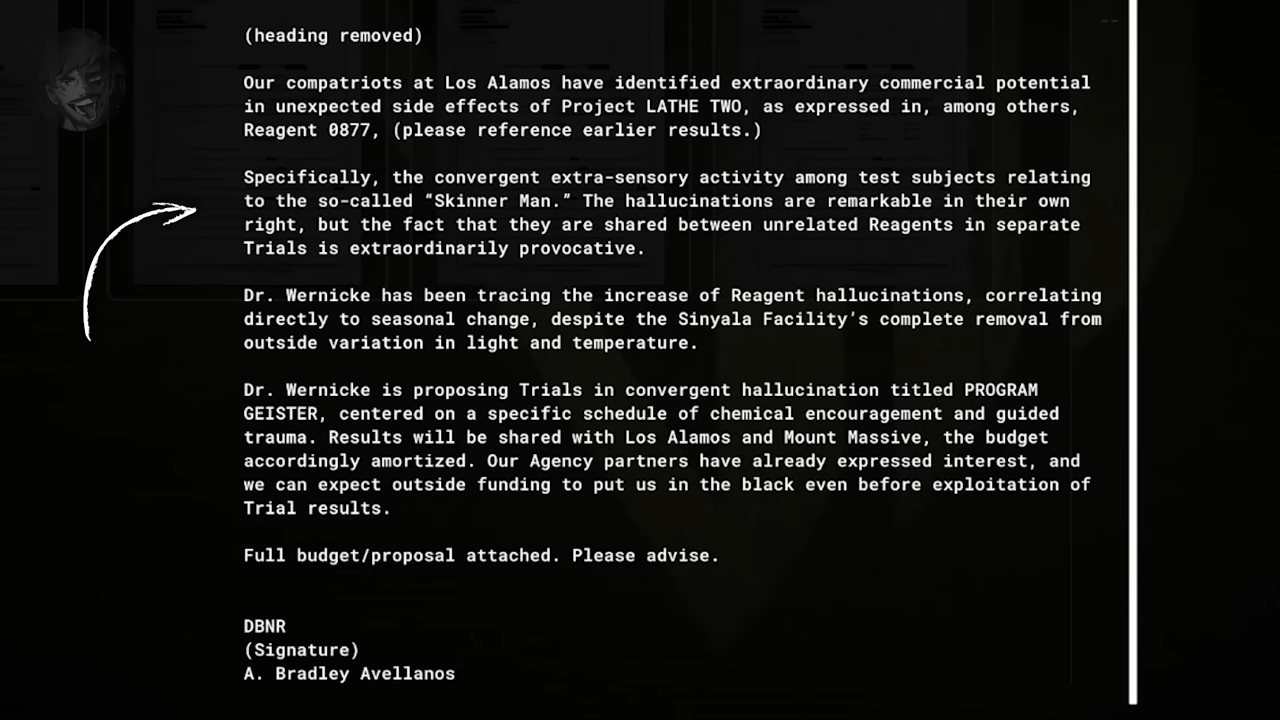 (heading removed)
Our compatriots at Los Alamos have identified extraordinary commercial potential
in unexpected side effects of Project LATHE TWO, as expressed in, among others,
Reagent 0877, (please reference earlier results.)
Specifically, the convergent extra-sensory activity among test subjects relating
to the so-called “Skinner Man.” The hallucinations are remarkable in their own
right, but the fact that they are shared between unrelated Reagents in separate
Trials is extraordinarily provocative.
Dr. Wernicke has been tracing the increase of Reagent hallucinations, correlating
directly to seasonal change, despite the Sinyala Facility’s complete removal from
outside variation in light and temperature.
Dr. Wernicke is proposing Trials in convergent hallucination titled PROGRAM
GEISTER, centered on a specific schedule of chemical encouragement and guided
trauma. Results will be shared with Los Alamos and Mount Massive, the budget
accordingly amortized. Our Agency partners have already expressed interest, and
we can expect outside funding to put us in the black even before exploitation of
Trial results.
Full budget/proposal attached. Please advise.
DBNR
(Signature)
A. Bradley Avellanos